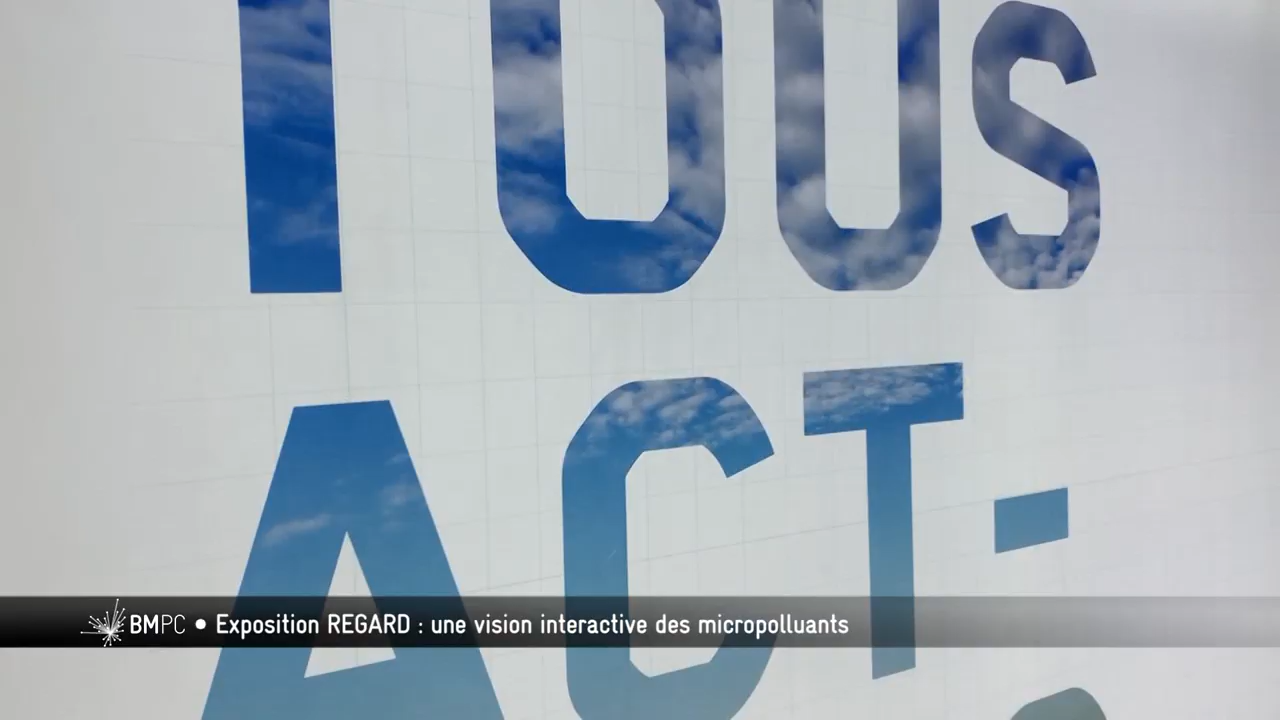 TOUS
ACT-
BMPC • Exposition REGARD : une vision interactive des micropolluants